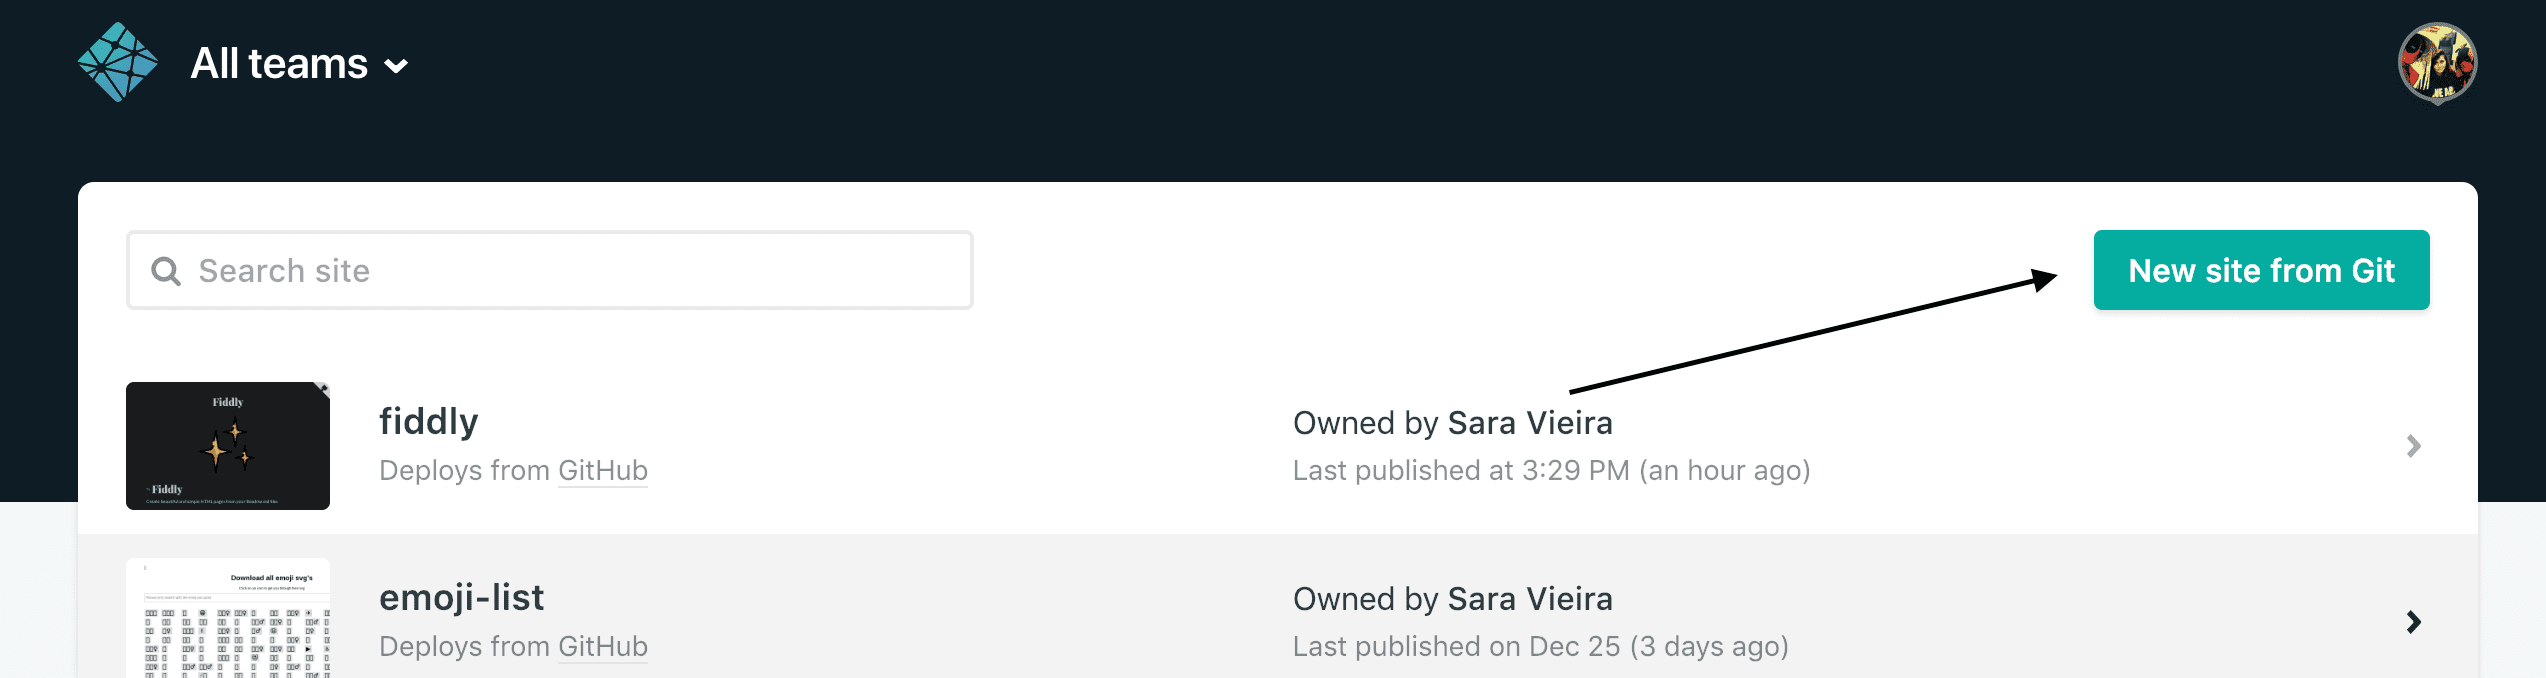 All teams
Search site
New site from Git
Fiddly
~ Fiddly
fiddly
Deploys from GitHub
Owned by Sara Vieira
Last published at 3:29 PM (an hour ago)
Download all emoji svg's
emoji-list
Deploys from GitHub
Owned by Sara Vieira
Last published on Dec 25 (3 days ago)